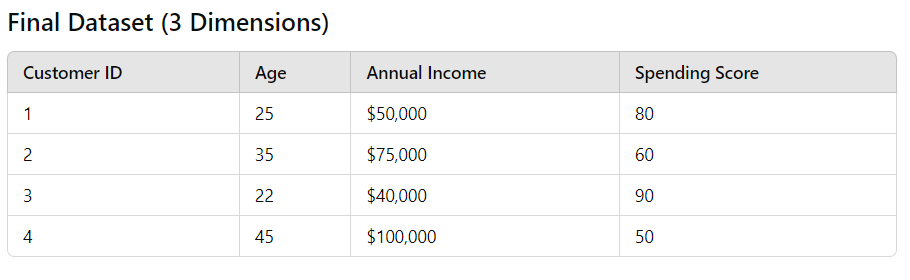 Final Dataset (3 Dimensions)
Customer ID Age Annual Income Spending Score
1 25 $50,000 80
2 35 $75,000 60
3 22 $40,000 90
4 45 $100,000 50